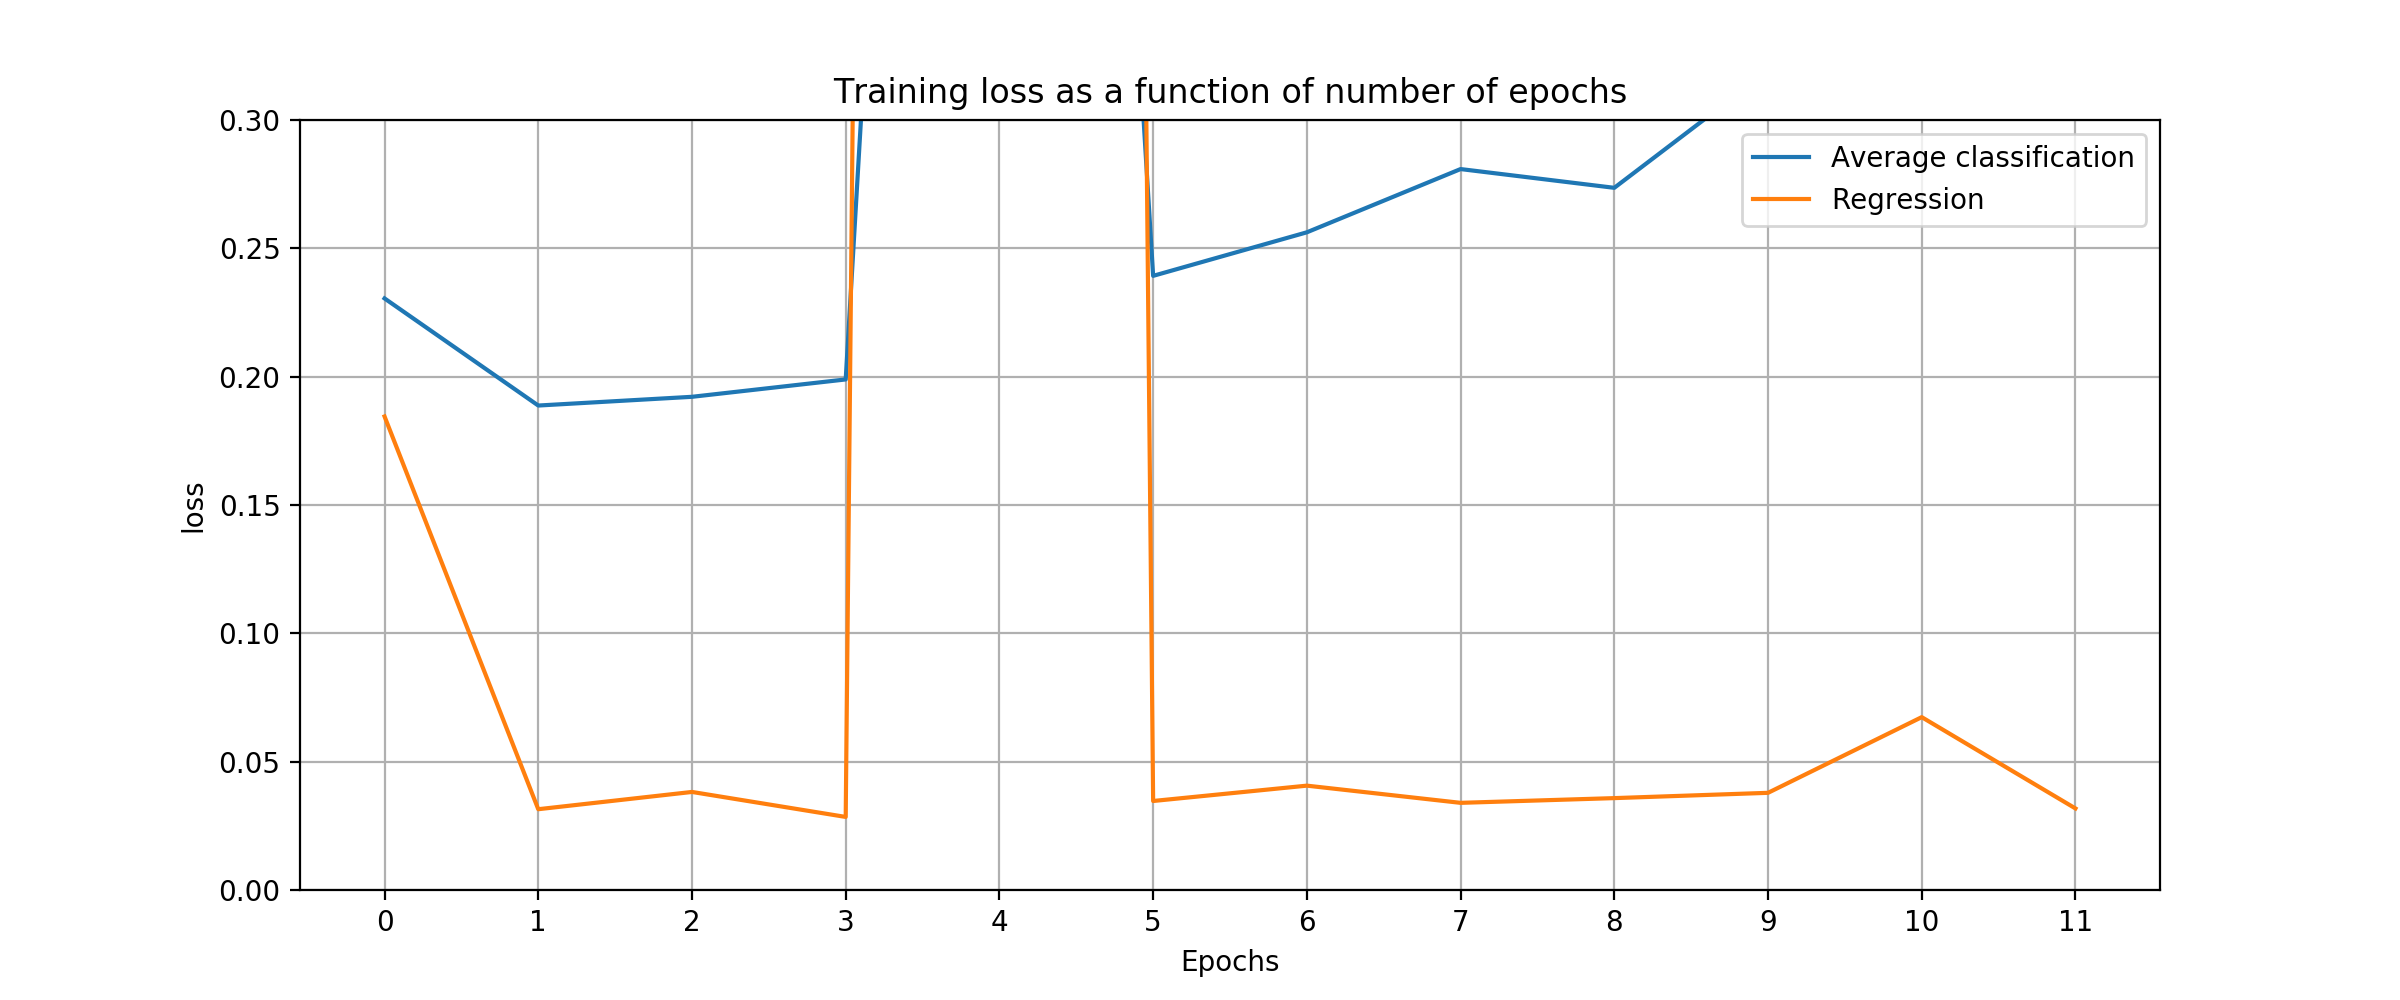 Training loss as a function of number of epochs
0.30
0.25
0.20
0.15
0.10
0.05
0.00
loss
Average classification
Regression
0 1 2 3 4 5 6 7 8 9 10 11
Epochs